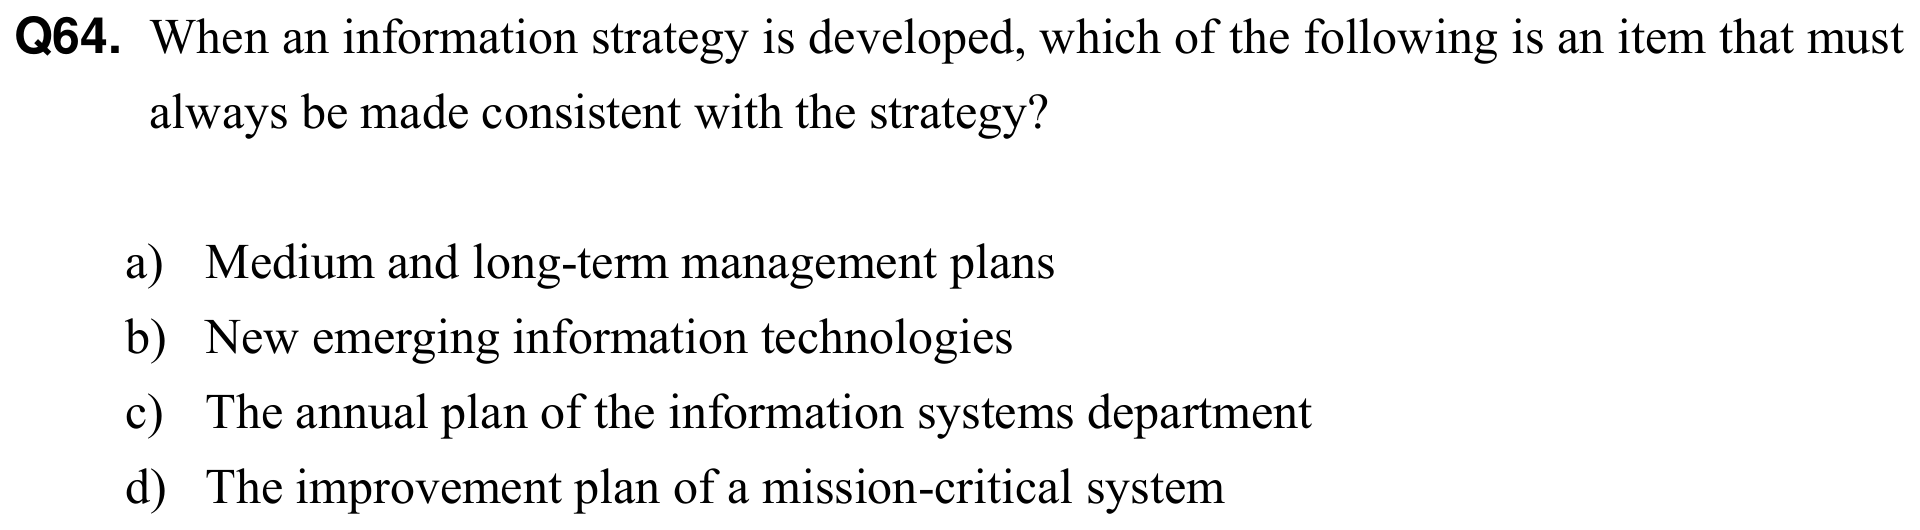 Q64. When an information strategy is developed, which of the following is an item that must
always be made consistent with the strategy?
a) Medium and long-term management plans
b) New emerging information technologies
c) The annual plan of the information systems department
d) The improvement plan of a mission-critical system